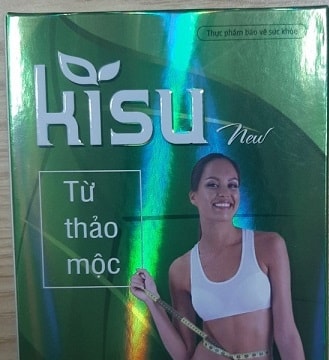 Thực phẩm bảo vệ sức khỏe
kisu
New
Từ
thảo
mộc